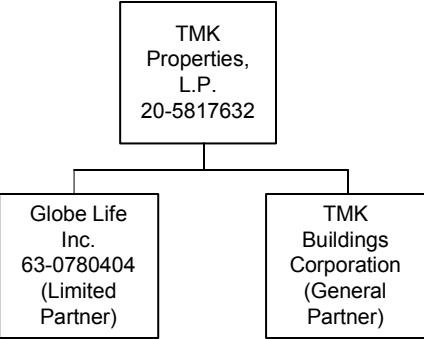 TMK
Properties,
L.P.
20-5817632
Globe Life
Inc.
63-0780404
(Limited
Partner)
TMK
Buildings
Corporation
(General
Partner)